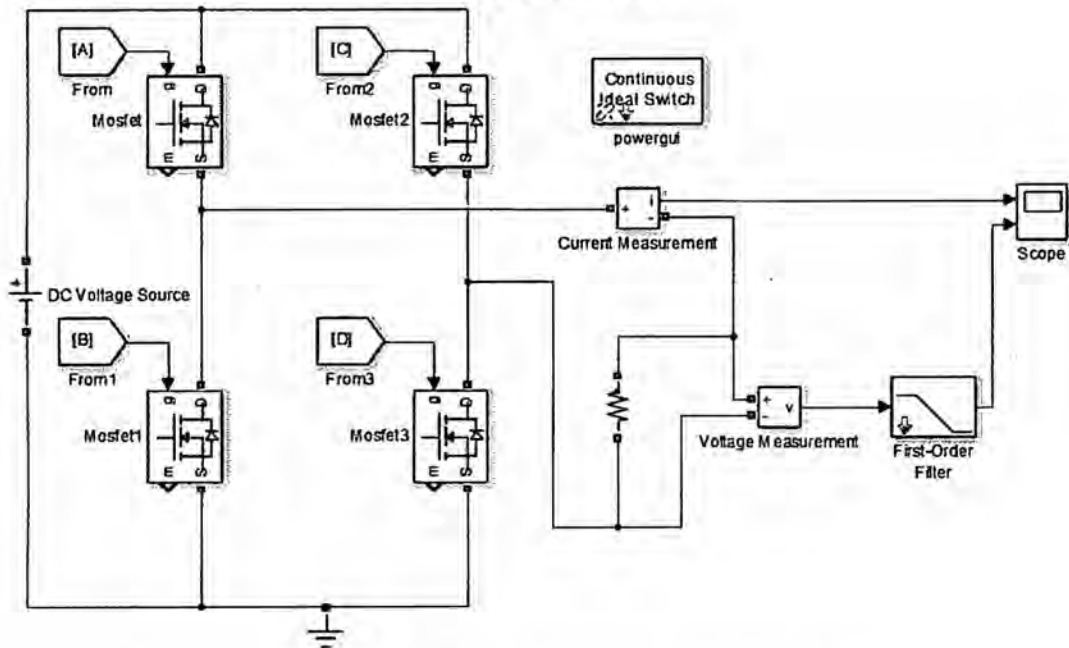 [A]
From
g
D
Mosfet
m
S
[C]
From2
g
D
Mosfet2
m
S
Continuous
Ideal Switch
powergui
+
i
-
Current Measurement
Scope
+
DC Voltage Source
[B]
From1
g
D
Mosfet1
m
S
[D]
From3
g
D
Mosfet3
m
S
+
v
-
Voltage Measurement
First-Order
Filter